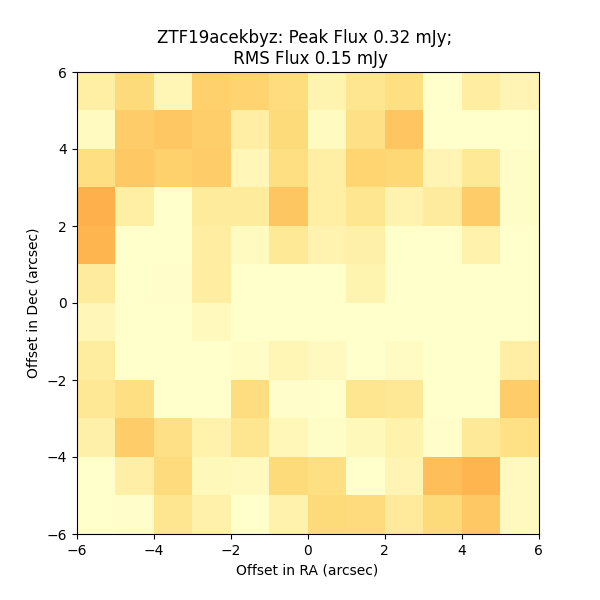 ZTF19acekbyz: Peak Flux 0.32 mJy;
RMS Flux 0.15 mJy
6
4
2
0
−2
−4
−6
Offset in Dec (arcsec)
−6 −4 −2 0 2 4 6
Offset in RA (arcsec)